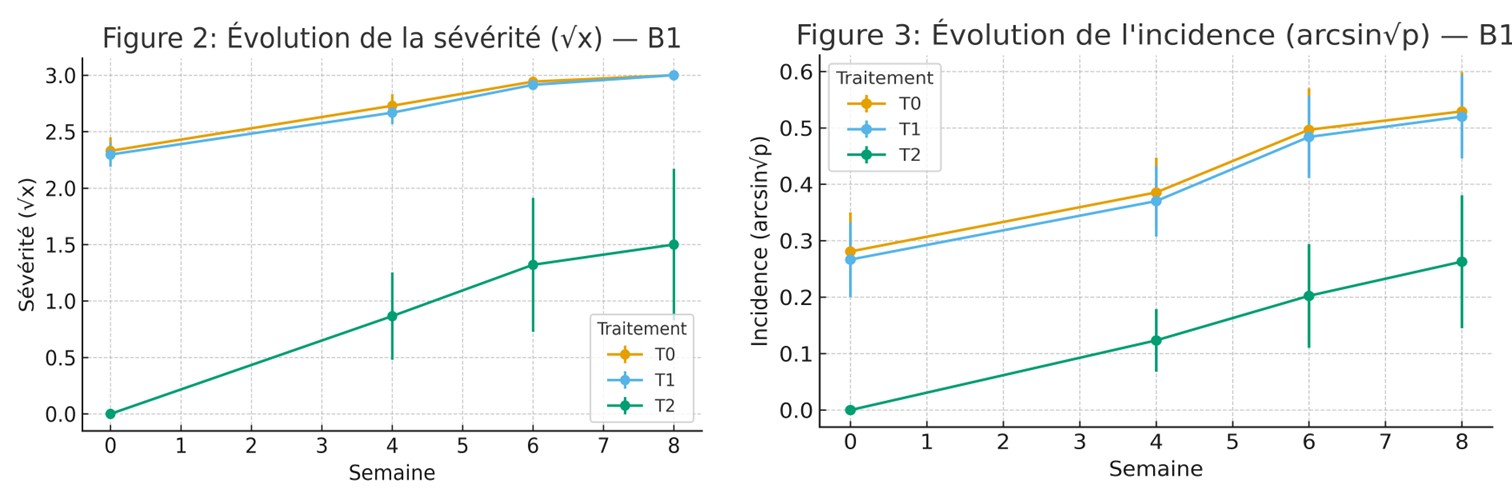 Figure 2: Évolution de la sévérité (√x) — B1
Sévérité (√x)
3.0
2.5
2.0
1.5
1.0
0.5
0.0
Traitement
T0
T1
T2
0 1 2 3 4 5 6 7 8
Semaine
Figure 3: Évolution de l'incidence (arcsin√p) — B1
Incidence (arcsin√p)
0.6
0.5
0.4
0.3
0.2
0.1
0.0
Traitement
T0
T1
T2
0 1 2 3 4 5 6 7 8
Semaine